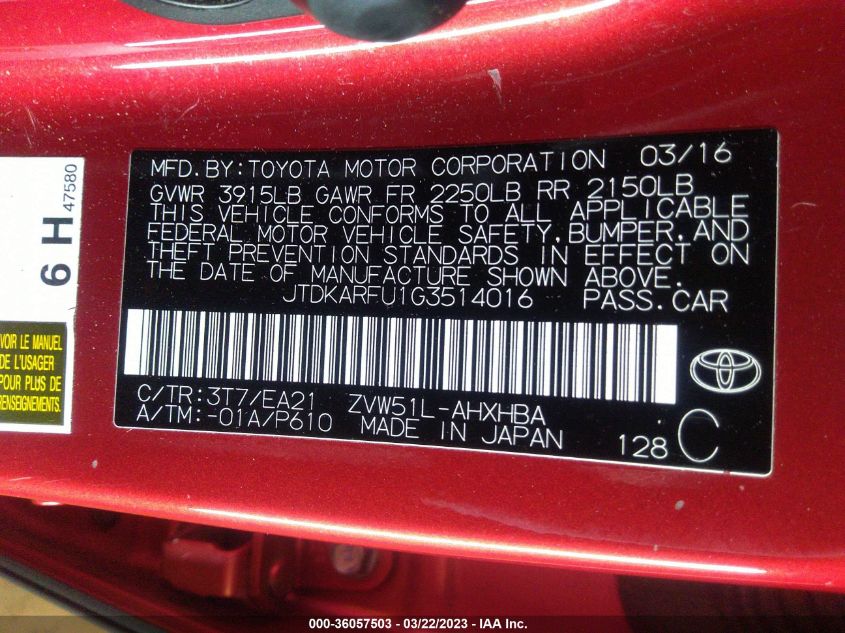 MFD. BY: TOYOTA MOTOR CORPORATION 03/16
GVWR 3915LB GAWR FR 2250LB RR 2150LB
THIS VEHICLE CONFORMS TO ALL APPLICABLE
FEDERAL MOTOR VEHICLE SAFETY, BUMPER, AND
THEFT PREVENTION STANDARDS IN EFFECT ON
THE DATE OF MANUFACTURE SHOWN ABOVE.
JTDKARFU1G3514016 PASS. CAR
C/TR: 3T7/EA21 ZVW51L-AHXHBA
A/TM: -01A/P610 MADE IN JAPAN 128 C
TOYOTA
6 H
47580
VOIR LE MANUEL
DE L'USAGER
POUR PLUS DE
RENSEIGNEMENTS
000-36057503 - 03/22/2023 - IAA Inc.